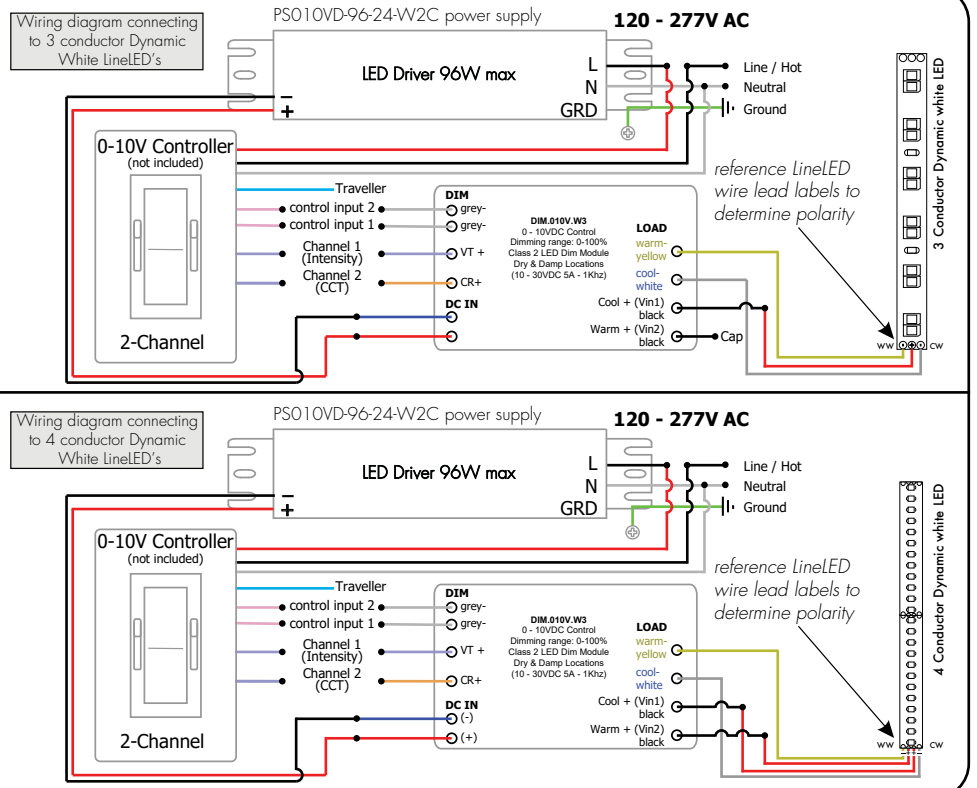 Wiring diagram connecting
to 3 conductor Dynamic
White LineLED's
PS010VD-96-24-W2C power supply
120 - 277V AC
LED Driver 96W max
L
N
GRD
Line / Hot
Neutral
Ground
−
+
0-10V Controller
(not included)
2-Channel
Traveller
control input 2
control input 1
Channel 1
(Intensity)
Channel 2
(CCT)
DIM
grey-
grey-
VT +
CR+
DC IN
DIM.010V.W3
0 - 10VDC Control
Dimming range: 0-100%
Class 2 LED Dim Module
Dry & Damp Locations
(10 - 30VDC 5A - 1Khz)
LOAD
warm-
yellow
cool-
white
Cool + (Vin1)
black
Warm + (Vin2)
black
Cap
reference LineLED
wire lead labels to
determine polarity
3 Conductor Dynamic white LED
WW
CW
Wiring diagram connecting
to 4 conductor Dynamic
White LineLED's
PS010VD-96-24-W2C power supply
120 - 277V AC
LED Driver 96W max
L
N
GRD
Line / Hot
Neutral
Ground
−
+
0-10V Controller
(not included)
2-Channel
Traveller
control input 2
control input 1
Channel 1
(Intensity)
Channel 2
(CCT)
DIM
grey-
grey-
VT +
CR+
DC IN
(-)
(+)
DIM.010V.W3
0 - 10VDC Control
Dimming range: 0-100%
Class 2 LED Dim Module
Dry & Damp Locations
(10 - 30VDC 5A - 1Khz)
LOAD
warm-
yellow
cool-
white
Cool + (Vin1)
black
Warm + (Vin2)
black
reference LineLED
wire lead labels to
determine polarity
4 Conductor Dynamic white LED
WW
CW